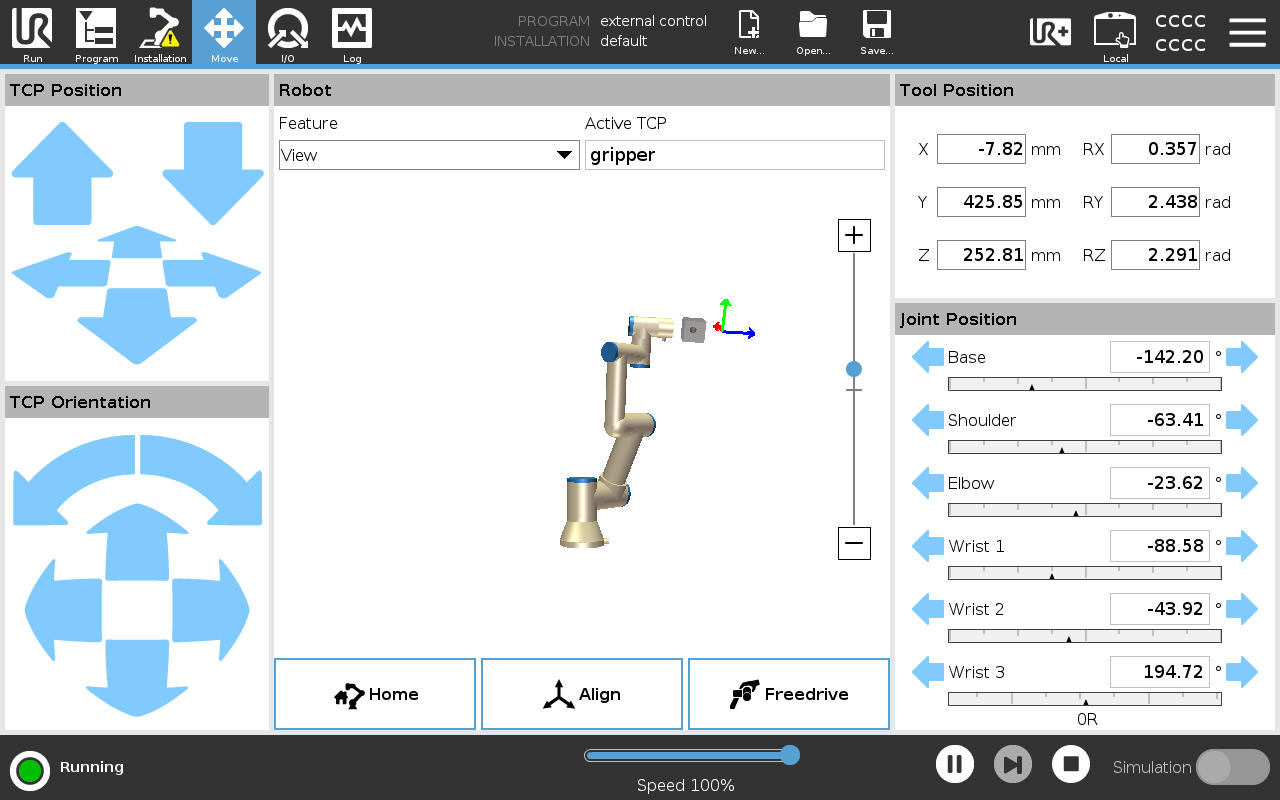 UR
Run
Program
Installation
Move
I/O
Log
PROGRAM external control
INSTALLATION default
New...
Open...
Save...
UR+
Local
CCCC
CCCC
TCP Position
Robot
Feature
Active TCP
View
gripper
Tool Position
X -7.82 mm RX 0.357 rad
Y 425.85 mm RY 2.438 rad
Z 252.81 mm RZ 2.291 rad
Joint Position
Base -142.20 °
Shoulder -63.41 °
Elbow -23.62 °
Wrist 1 -88.58 °
Wrist 2 -43.92 °
Wrist 3 194.72 °
0R
TCP Orientation
Home
Align
Freedrive
Running
Speed 100%
Simulation